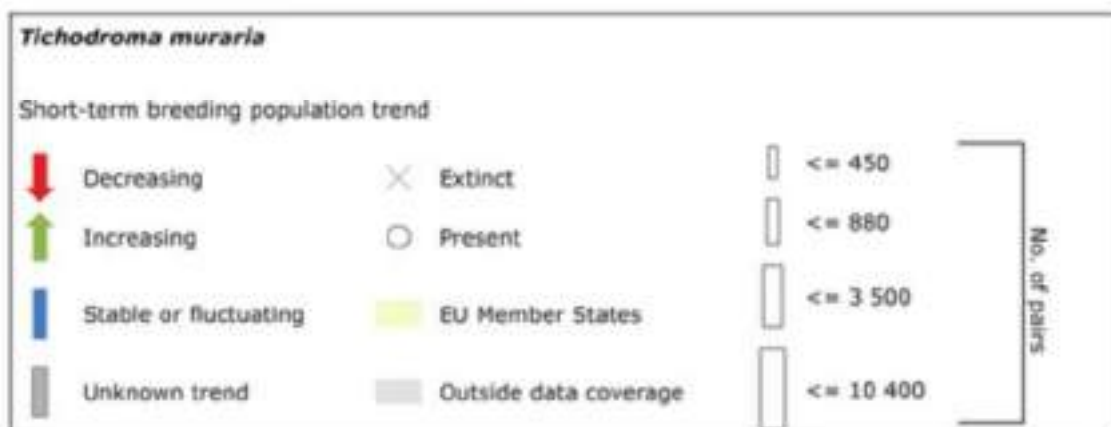 Tichodroma muraria
Short-term breeding population trend
Decreasing
Extinct
<= 450
Increasing
Present
<= 880
Stable or fluctuating
EU Member States
<= 3 500
Unknown trend
Outside data coverage
<= 10 400
No. of pairs